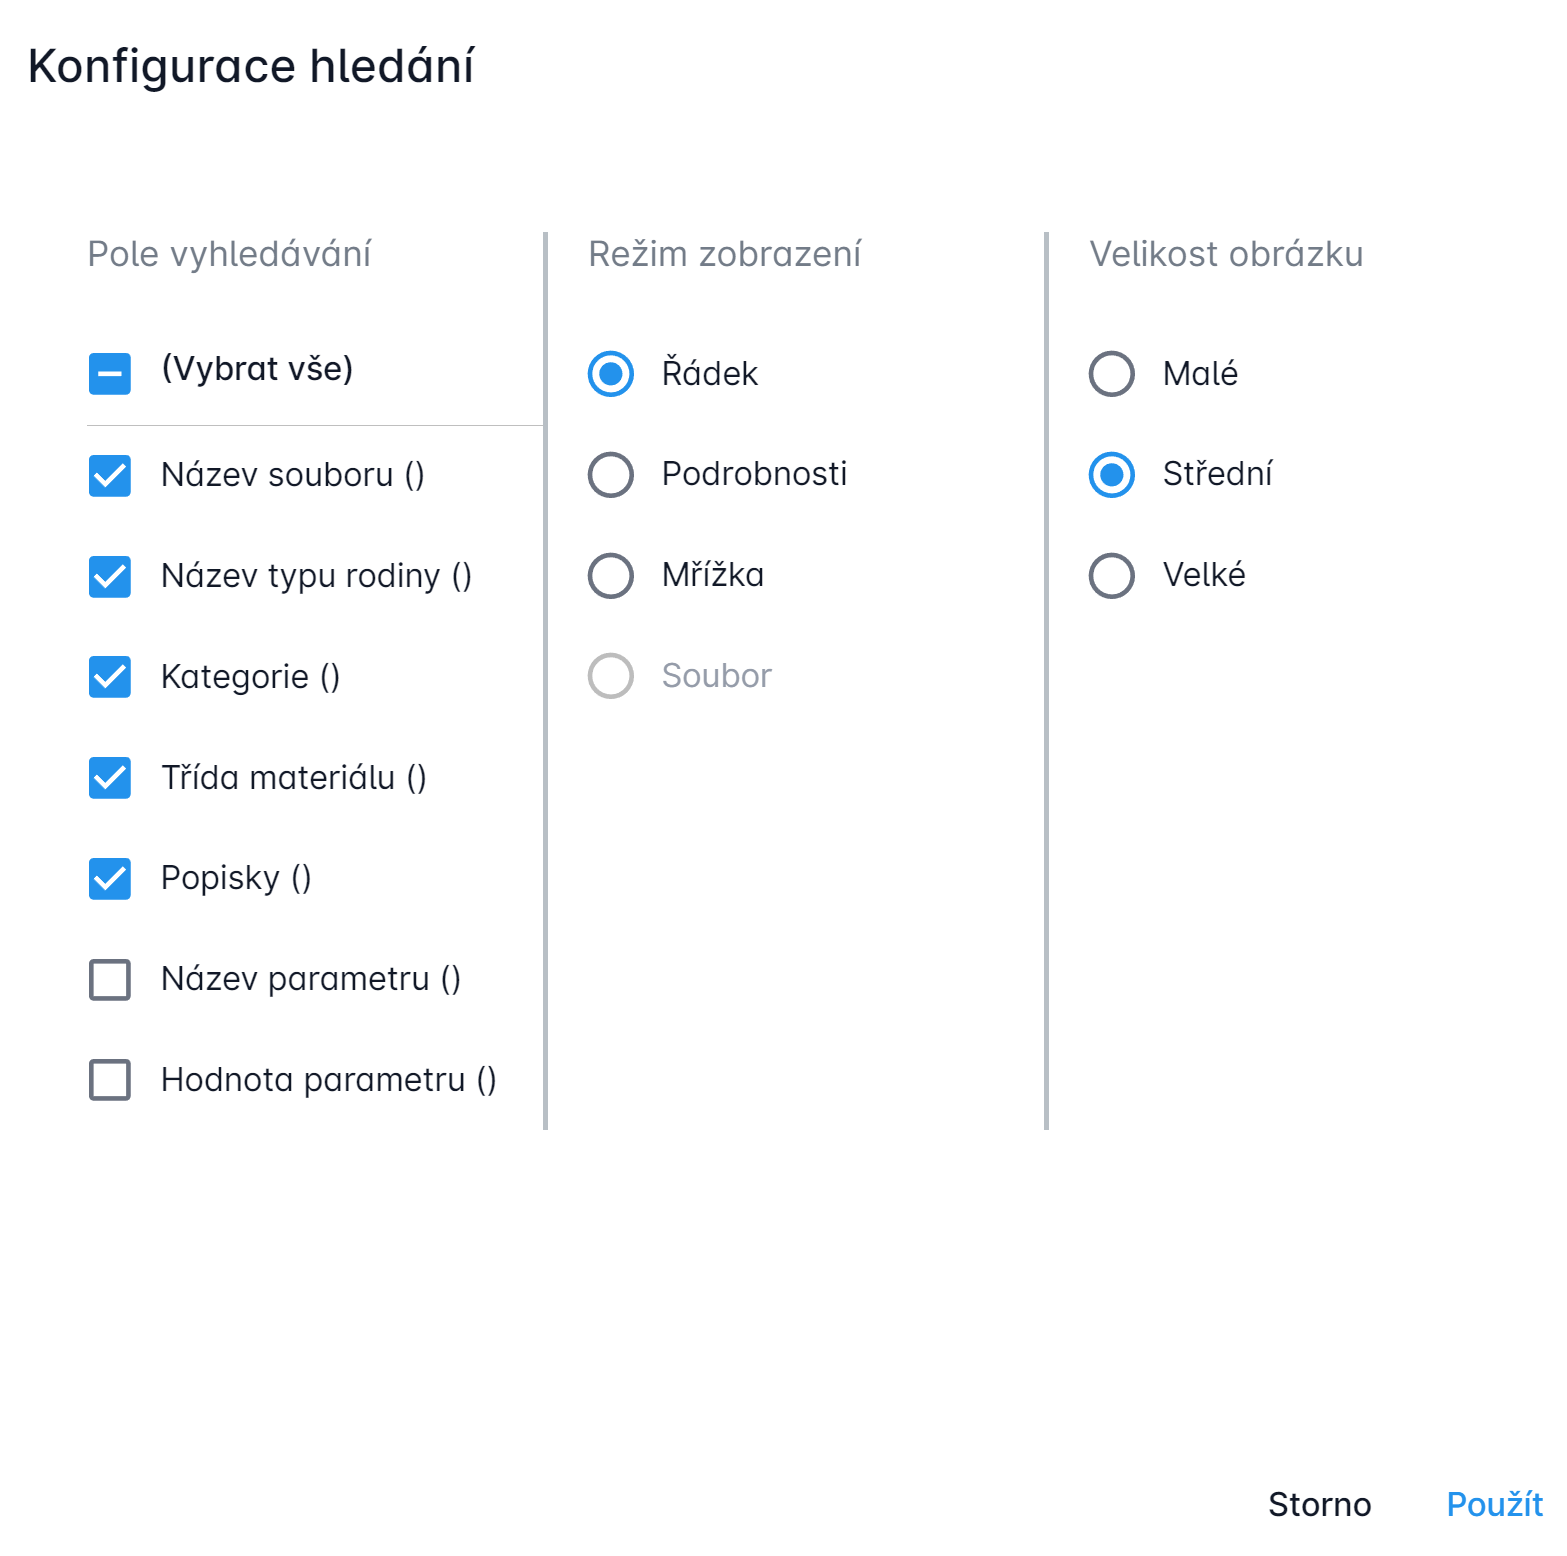 Konfigurace hledání
Pole vyhledávání
(Vybrat vše)
Název souboru ()
Název typu rodiny ()
Kategorie ()
Třída materiálu ()
Popisky ()
Název parametru ()
Hodnota parametru ()
Režim zobrazení
Řádek
Podrobnosti
Mřížka
Soubor
Velikost obrázku
Malé
Střední
Velké
Storno
Použít